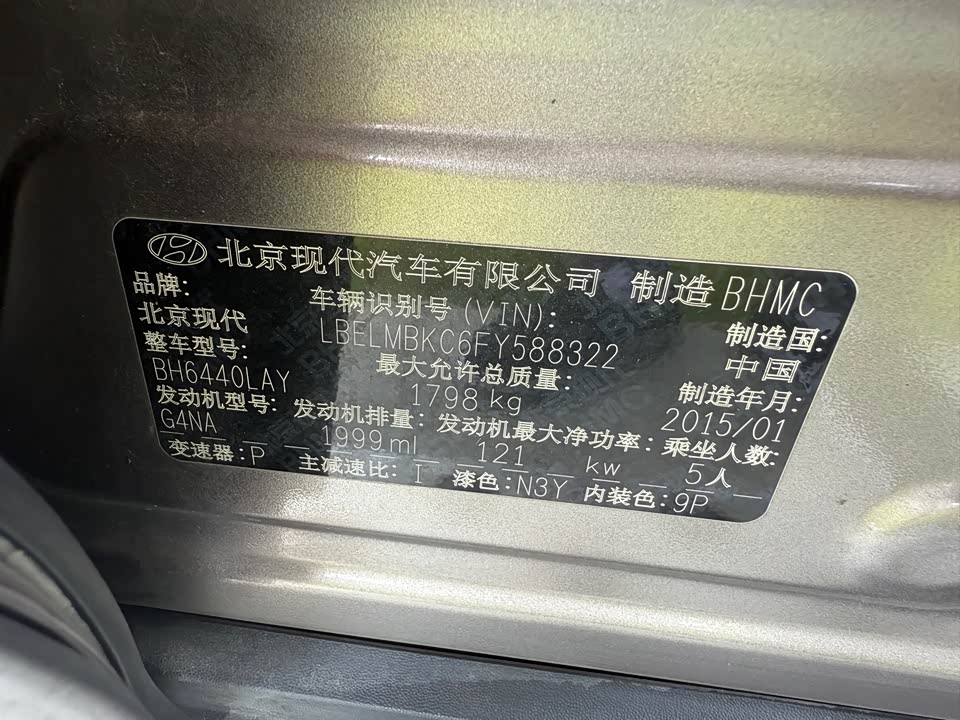 北京现代汽车有限公司 制造 BHMC
品牌: 车辆识别号(VIN): 制造国:
北京现代 LBELMBKC6FY588322 中国
整车型号: 最大允许总质量: 制造年月:
BH6440LAY 1798 kg 2015/01
发动机型号: 发动机排量: 发动机最大净功率: 乘坐人数:
G4NA 1999 ml 121 kw 5人
变速器:P 主减速比: I 漆色:N3Y 内装色:9P